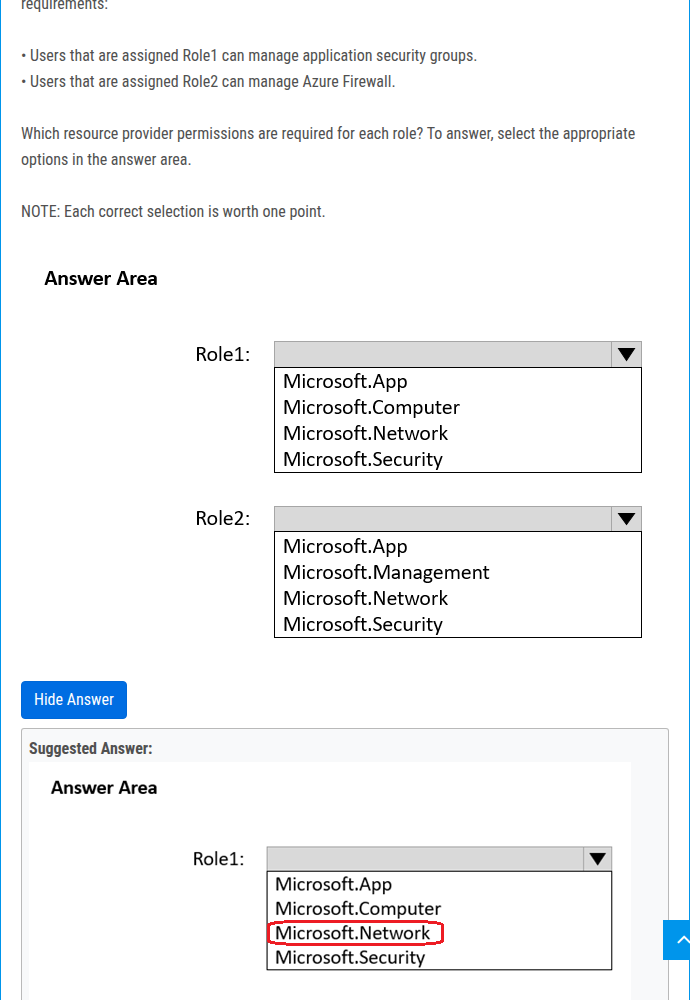 requirements:
• Users that are assigned Role1 can manage application security groups.
• Users that are assigned Role2 can manage Azure Firewall.
Which resource provider permissions are required for each role? To answer, select the appropriate
options in the answer area.
NOTE: Each correct selection is worth one point.
Answer Area
Role1:
Microsoft.App
Microsoft.Computer
Microsoft.Network
Microsoft.Security
Role2:
Microsoft.App
Microsoft.Management
Microsoft.Network
Microsoft.Security
Hide Answer
Suggested Answer:
Answer Area
Role1:
Microsoft.App
Microsoft.Computer
Microsoft.Network
Microsoft.Security